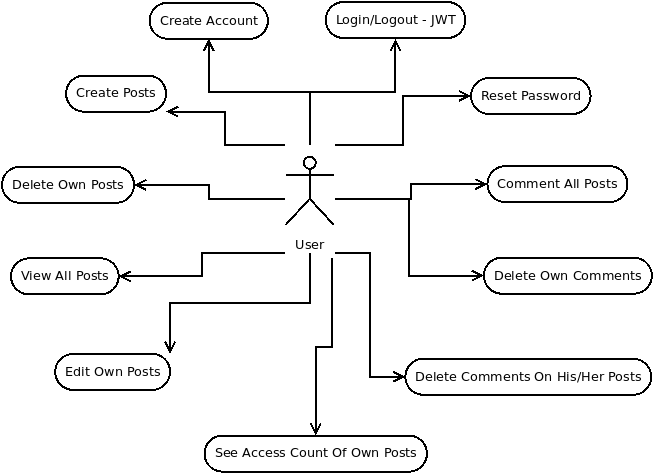 Create Account
Login/Logout - JWT
Create Posts
Reset Password
Delete Own Posts
Comment All Posts
User
View All Posts
Delete Own Comments
Edit Own Posts
Delete Comments On His/Her Posts
See Access Count Of Own Posts